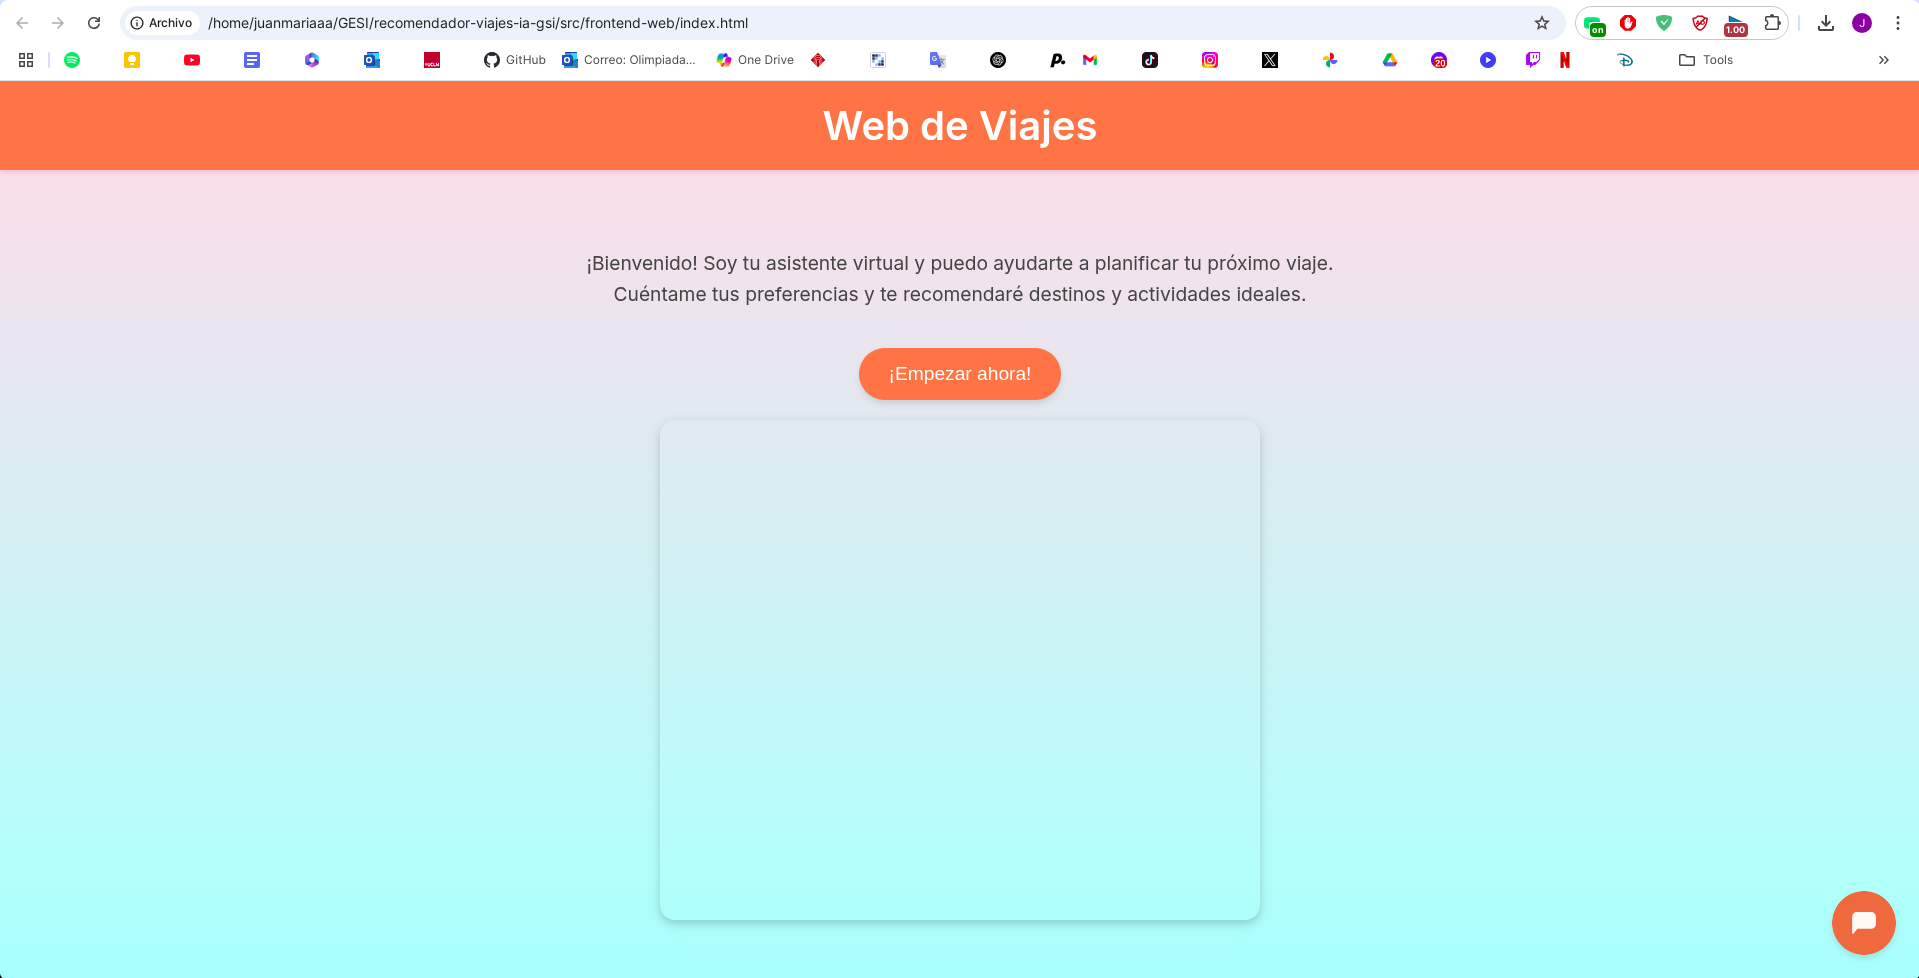 Archivo
/home/juanmariaaa/GESI/recomendador-viajes-ia-gsi/src/frontend-web/index.html
on
1.00
J
UCLM
GitHub
Correo: Olimpiada...
One Drive
20
Tools
Web de Viajes
¡Bienvenido! Soy tu asistente virtual y puedo ayudarte a planificar tu próximo viaje.
Cuéntame tus preferencias y te recomendaré destinos y actividades ideales.
¡Empezar ahora!